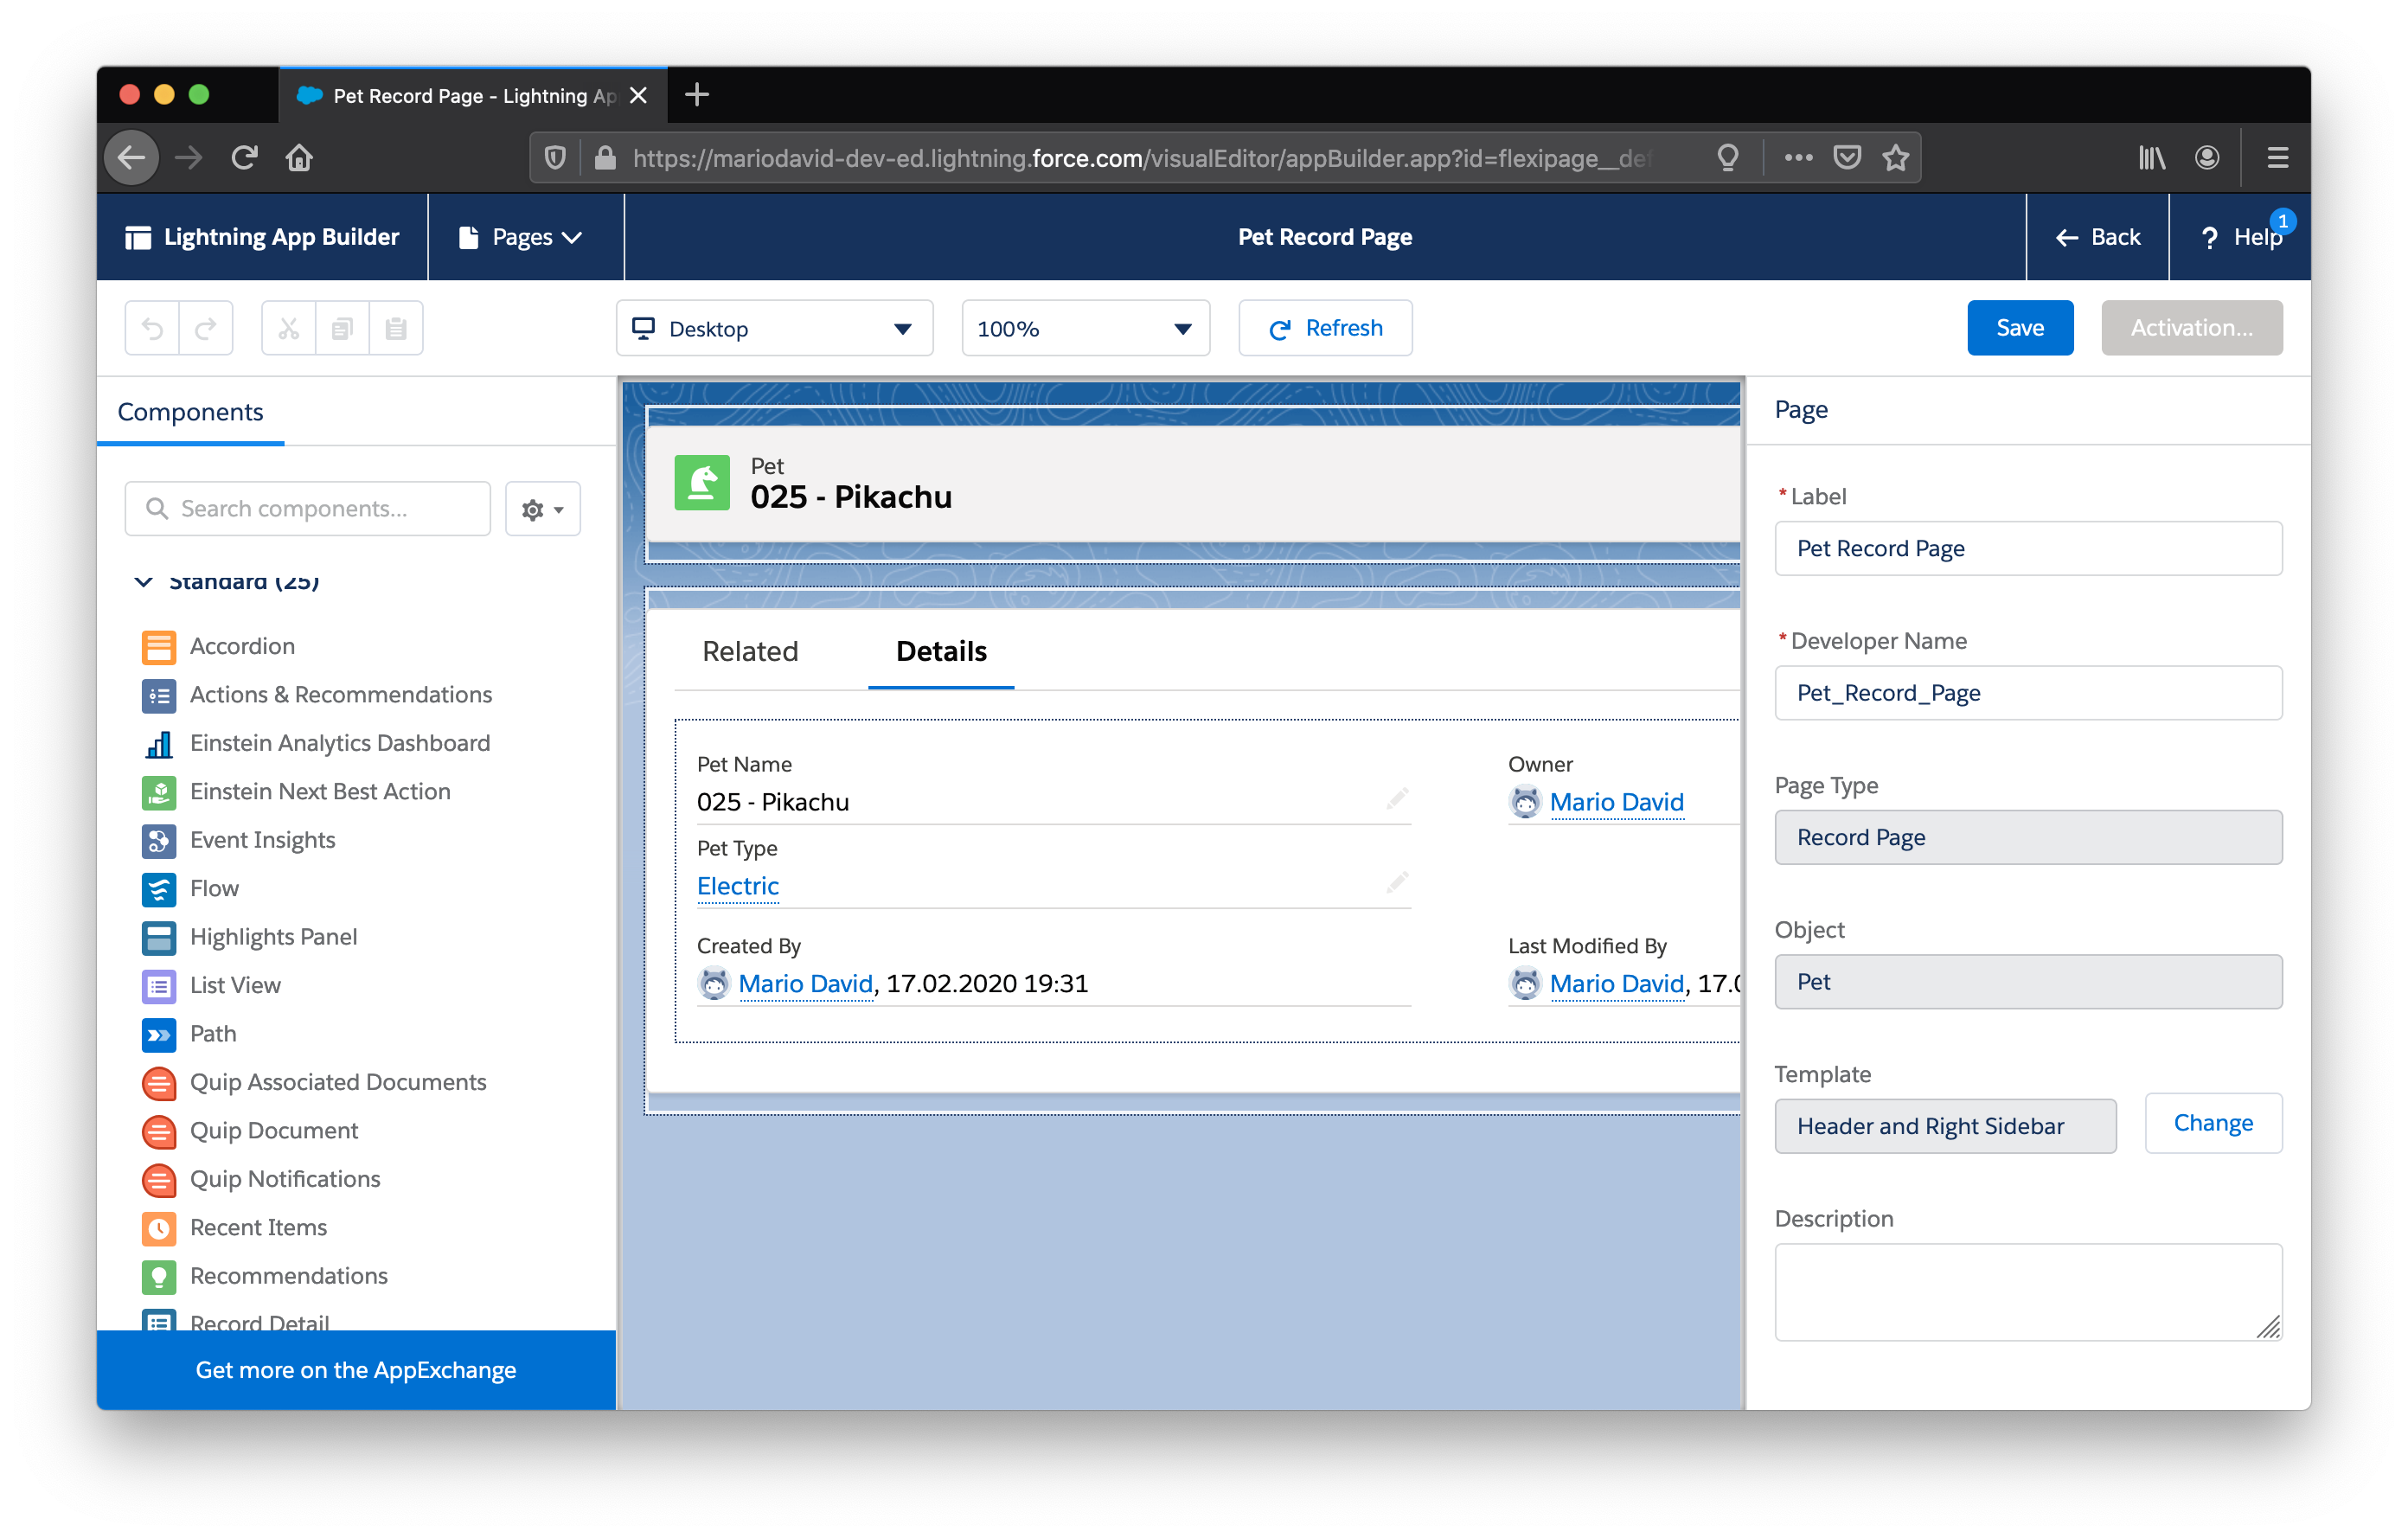 Pet Record Page - Lightning Ap
https://mariodavid-dev-ed.lightning.force.com/visualEditor/appBuilder.app?id=flexipage__def
Lightning App Builder
Pages
Pet Record Page
Back
? Help
1
Desktop
100%
Refresh
Save
Activation...
Components
Search components...
Standard (25)
Accordion
Actions & Recommendations
Einstein Analytics Dashboard
Einstein Next Best Action
Event Insights
Flow
Highlights Panel
List View
Path
Quip Associated Documents
Quip Document
Quip Notifications
Recent Items
Recommendations
Record Detail
Get more on the AppExchange
Pet
025 - Pikachu
Related
Details
Pet Name
025 - Pikachu
Owner
Mario David
Pet Type
Electric
Created By
Mario David, 17.02.2020 19:31
Last Modified By
Mario David, 17.0
Page
*Label
Pet Record Page
*Developer Name
Pet_Record_Page
Page Type
Record Page
Object
Pet
Template
Header and Right Sidebar
Change
Description